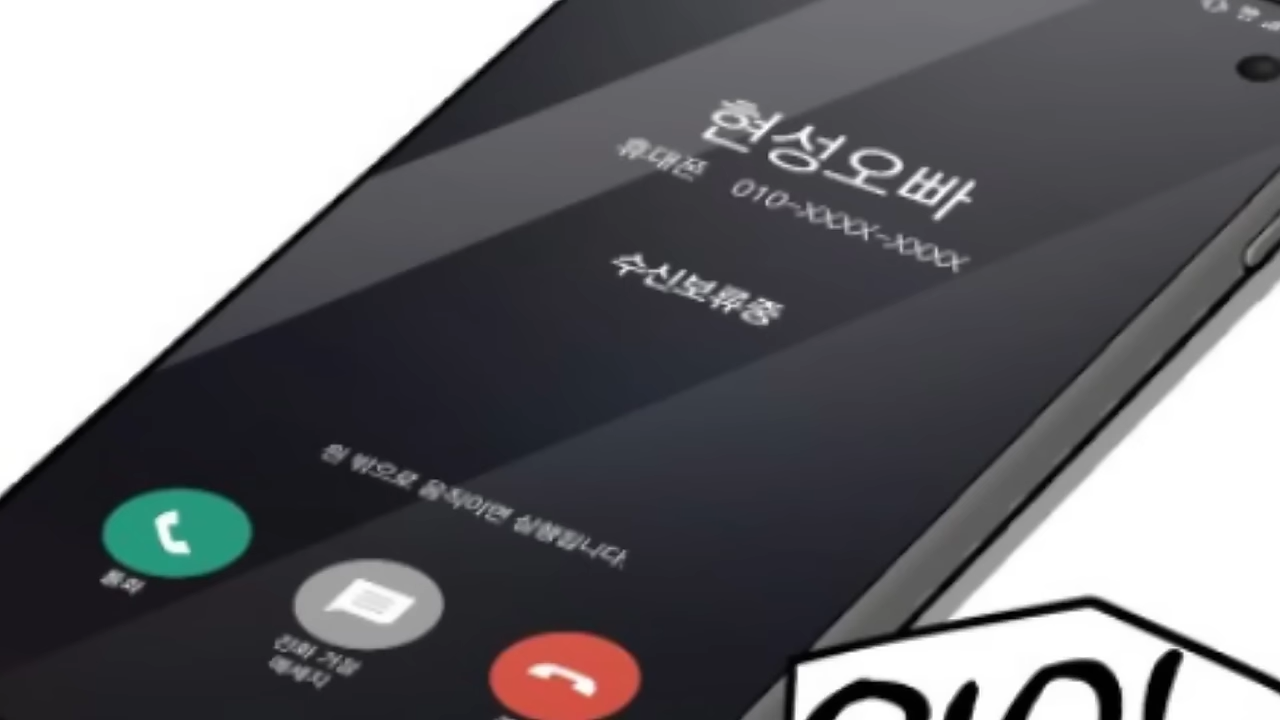 현성오빠
휴대폰 010-XXXX-XXXX
수신보류중
원 밖으로 움직이면 실행됩니다.
통화
전화 거절
메세지